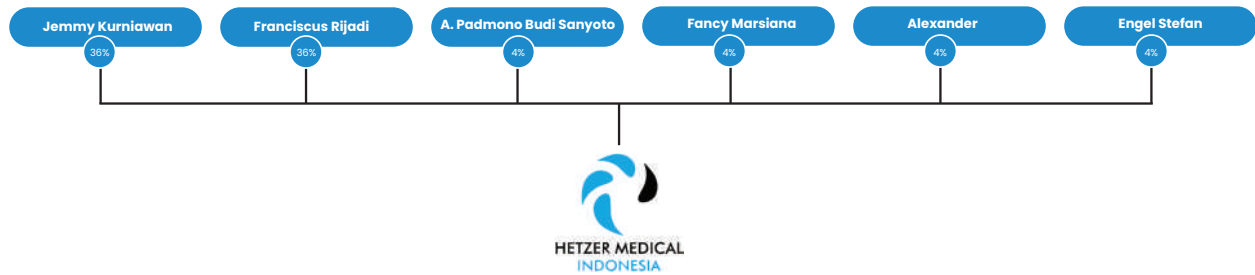 Jemmy Kurniawan
Franciscus Rijadi
A. Padmono Budi Sanyoto
Fancy Marsiana
Alexander
Engel Stefan
36%
36%
4%
4%
4%
4%
HETZER MEDICAL
INDONESIA